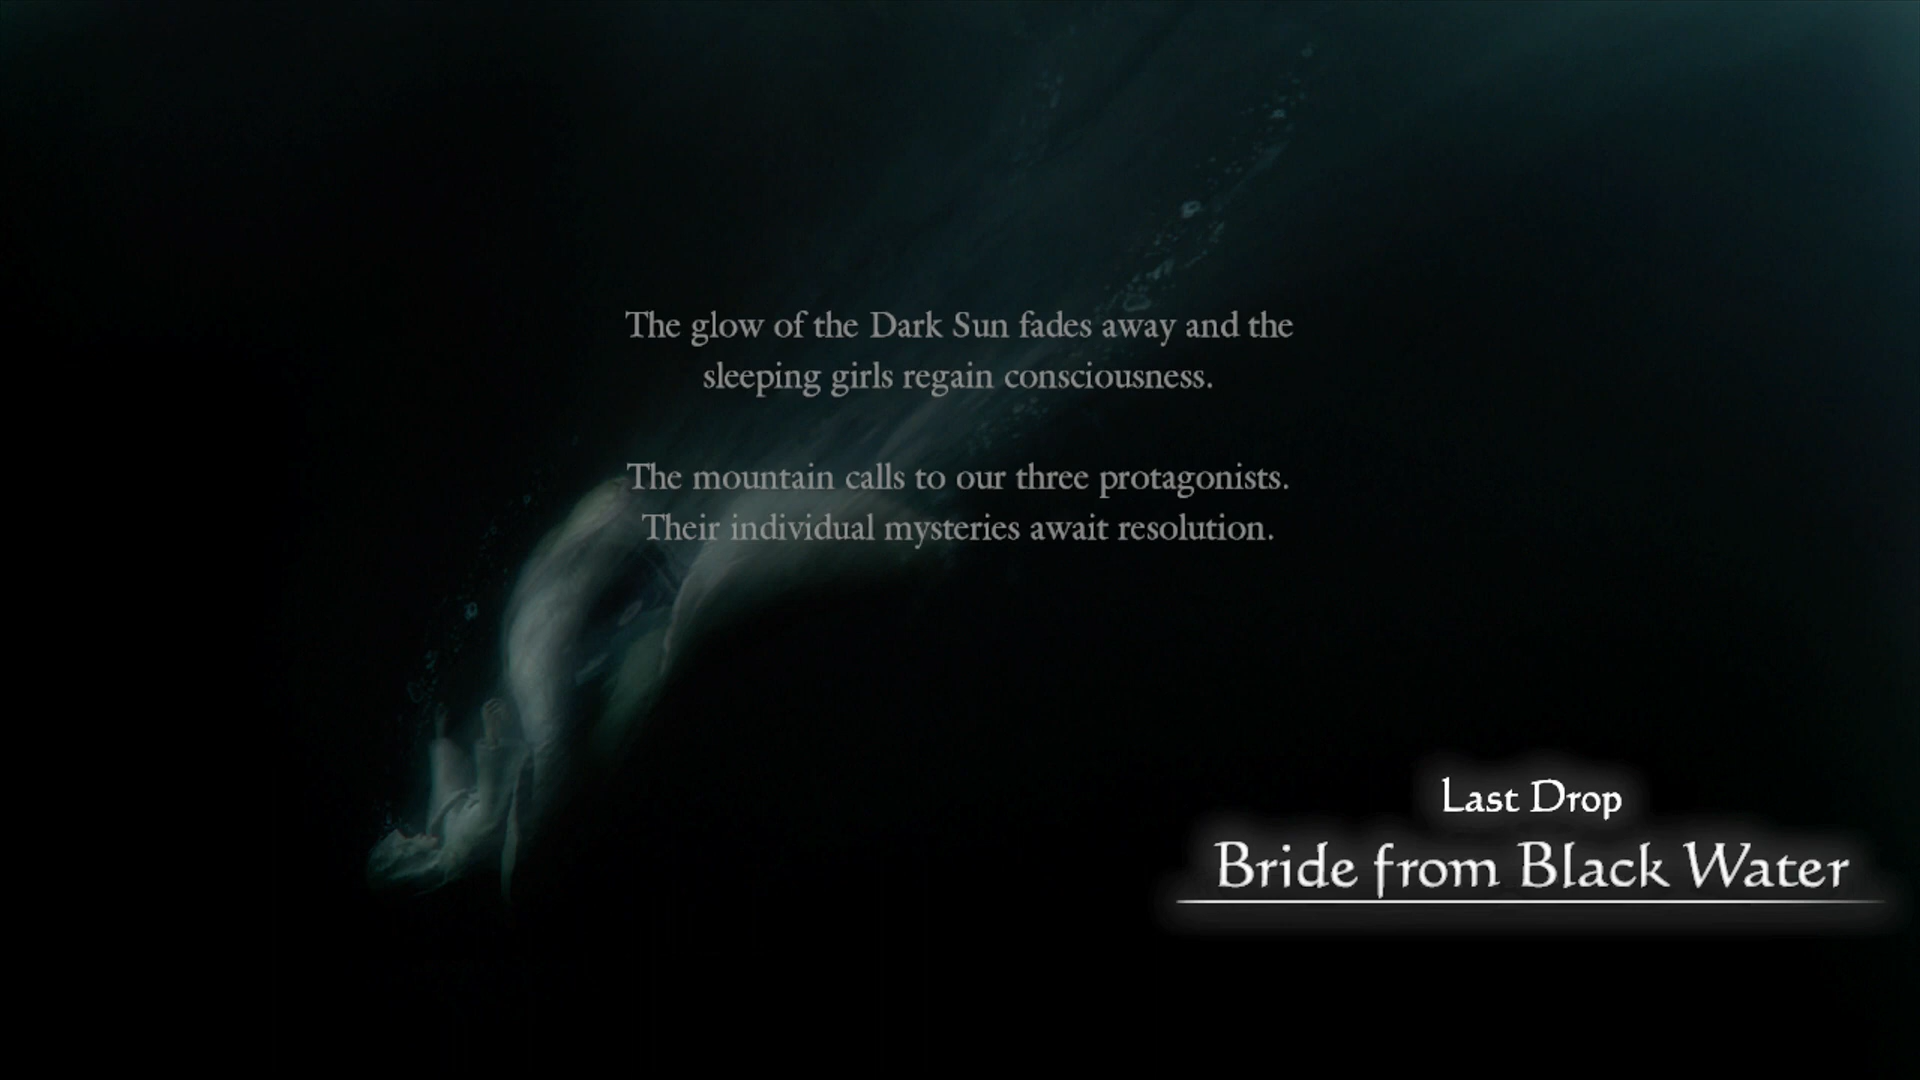 The glow of the Dark Sun fades away and the
sleeping girls regain consciousness.
The mountain calls to our three protagonists.
Their individual mysteries await resolution.
Last Drop
Bride from Black Water